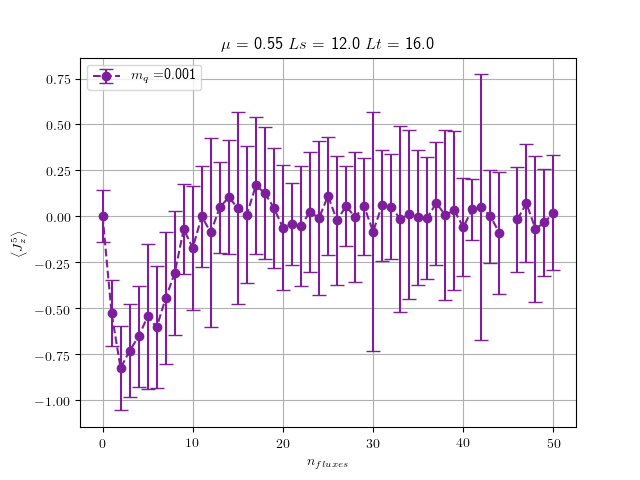 μ = 0.55 Ls = 12.0 Lt = 16.0
m_q =0.001
⟨J_z^5⟩
0.75
0.50
0.25
0.00
−0.25
−0.50
−0.75
−1.00
0 10 20 30 40 50
n_fluxes